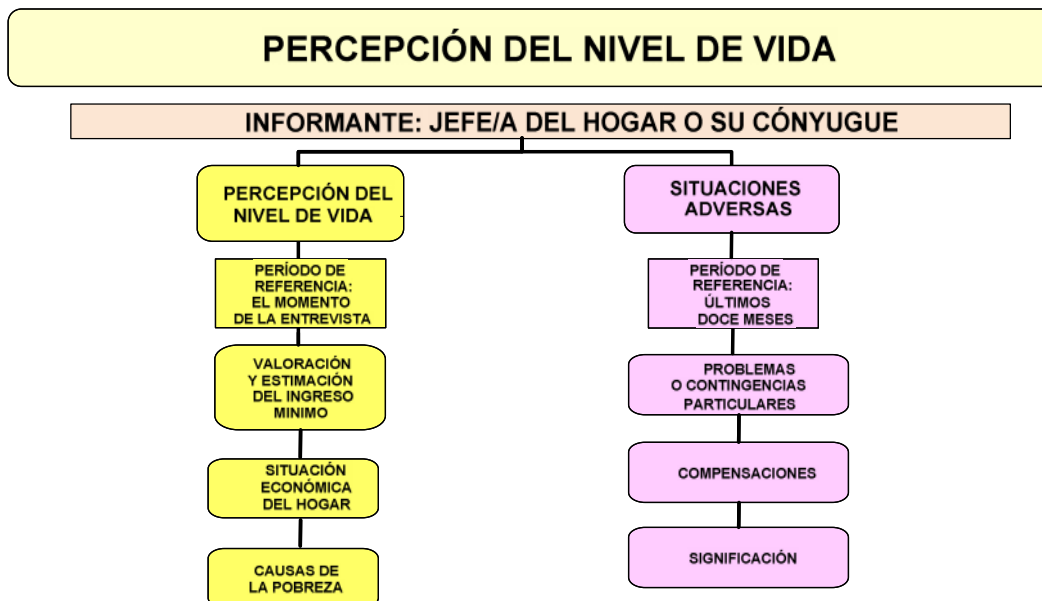 PERCEPCIÓN DEL NIVEL DE VIDA
INFORMANTE: JEFE/A DEL HOGAR O SU CÓNYUGUE
PERCEPCIÓN DEL
NIVEL DE VIDA
PERÍODO DE
REFERENCIA:
EL MOMENTO
DE LA ENTREVISTA
VALORACIÓN
Y ESTIMACIÓN
DEL INGRESO
MINIMO
SITUACIÓN
ECONÓMICA
DEL HOGAR
CAUSAS DE
LA POBREZA
SITUACIONES
ADVERSAS
PERÍODO DE
REFERENCIA:
ÚLTIMOS
DOCE MESES
PROBLEMAS
O CONTINGENCIAS
PARTICULARES
COMPENSACIONES
SIGNIFICACIÓN